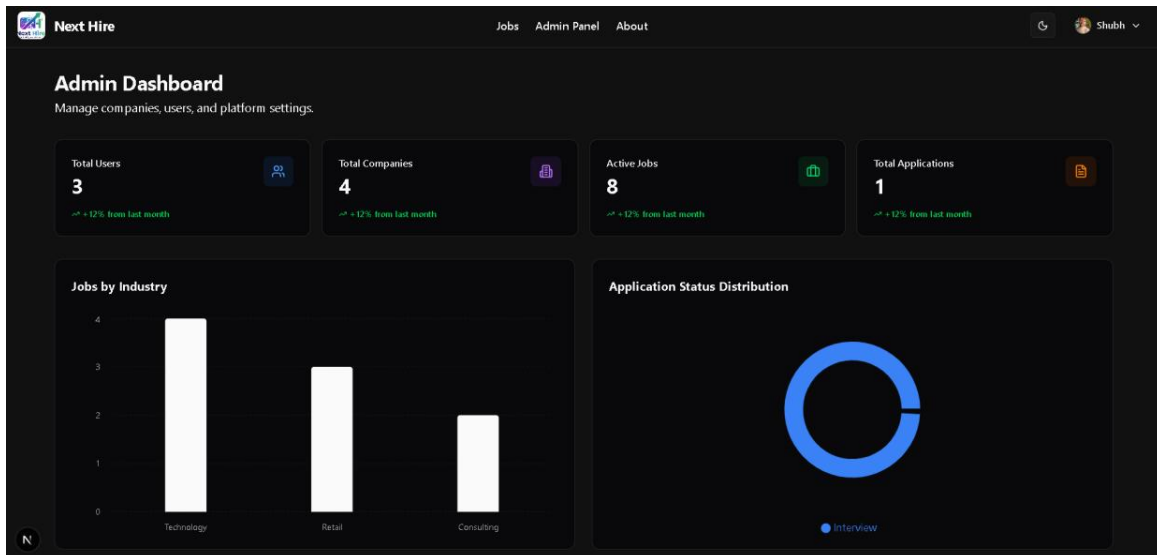 Next Hire
Jobs Admin Panel About
Shubh
Admin Dashboard
Manage companies, users, and platform settings.
Total Users
3
+12% from last month
Total Companies
4
+12% from last month
Active Jobs
8
+12% from last month
Total Applications
1
+12% from last month
Jobs by Industry
4
3
2
1
0
Technology Retail Consulting
Application Status Distribution
Interview
N